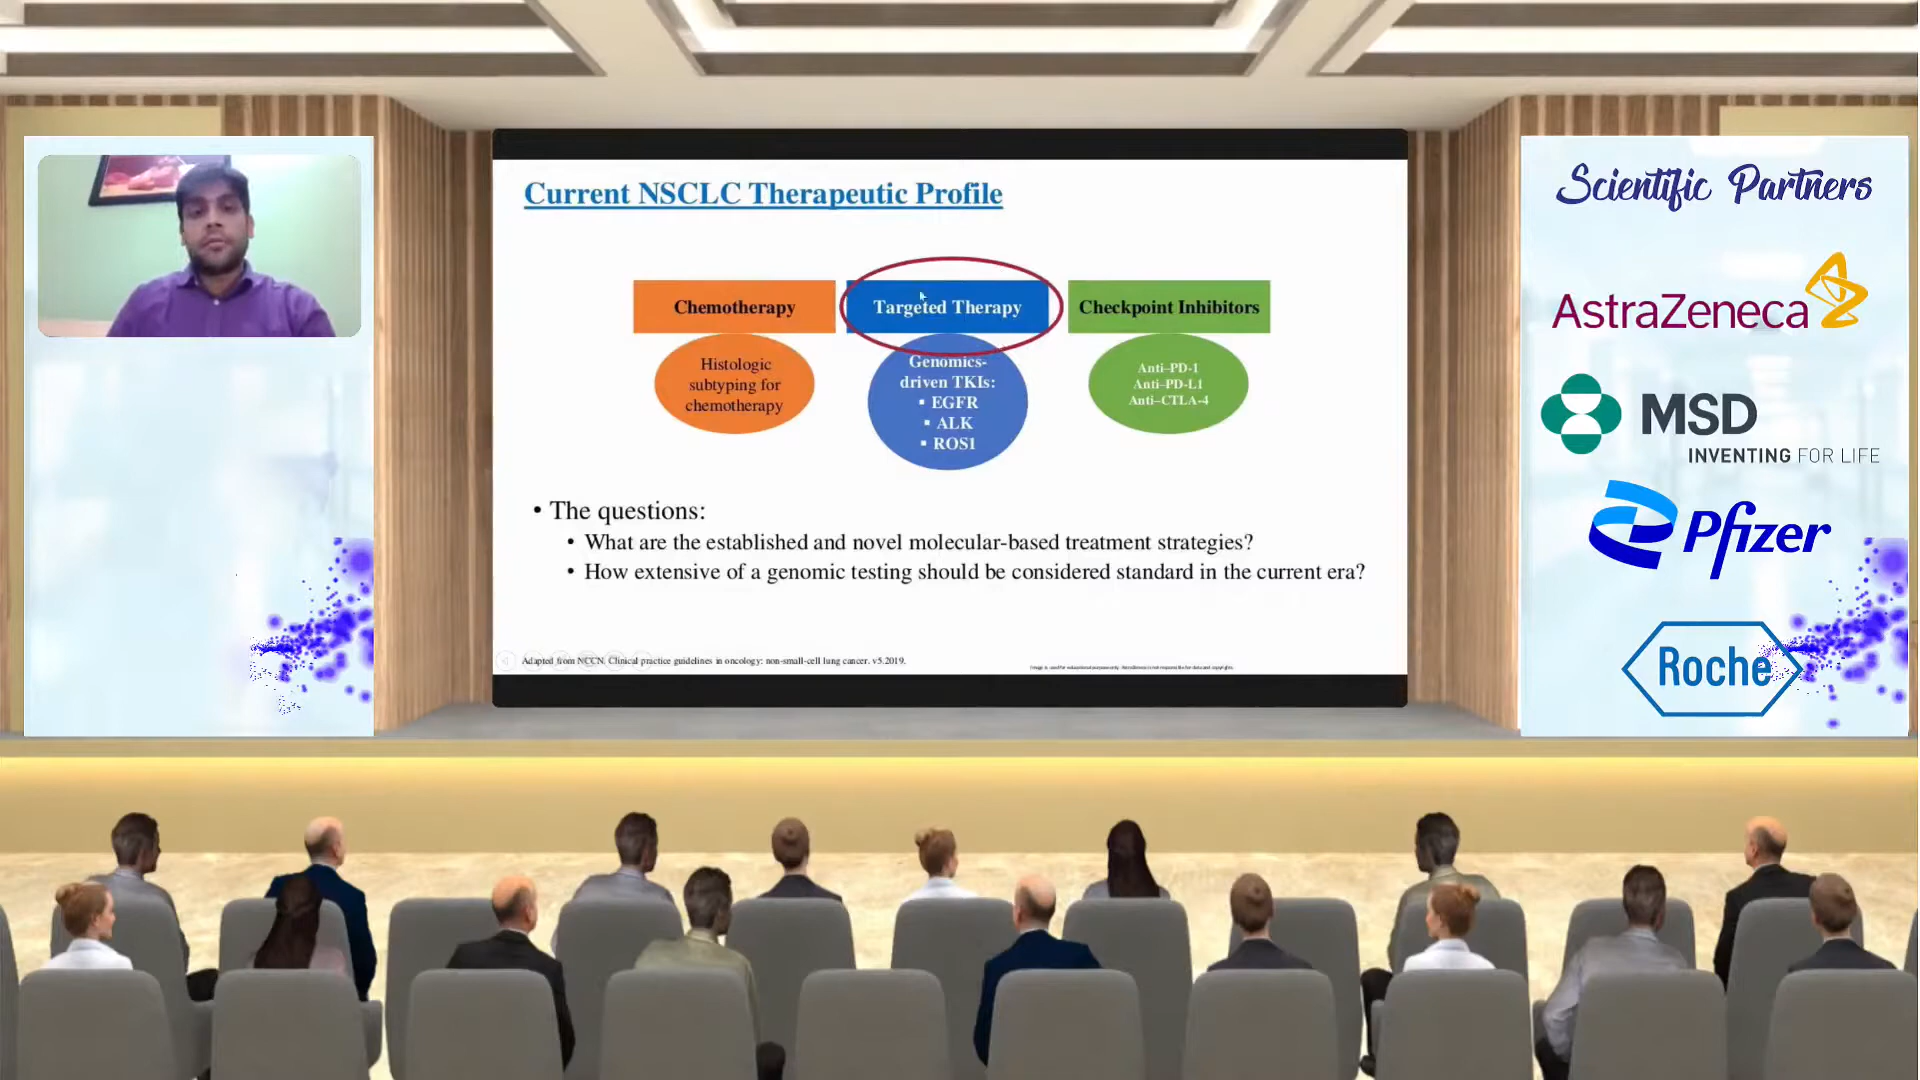 Current NSCLC Therapeutic Profile
Chemotherapy
Targeted Therapy
Checkpoint Inhibitors
Histologic
subtyping for
chemotherapy
Genomics-
driven TKIs:
▪ EGFR
▪ ALK
▪ ROS1
Anti–PD-1
Anti–PD-L1
Anti–CTLA-4
• The questions:
• What are the established and novel molecular-based treatment strategies?
• How extensive of a genomic testing should be considered standard in the current era?
Adapted from NCCN. Clinical practice guidelines in oncology: non-small-cell lung cancer. v5.2019.
Scientific Partners
AstraZeneca
MSD
INVENTING FOR LIFE
Pfizer
Roche